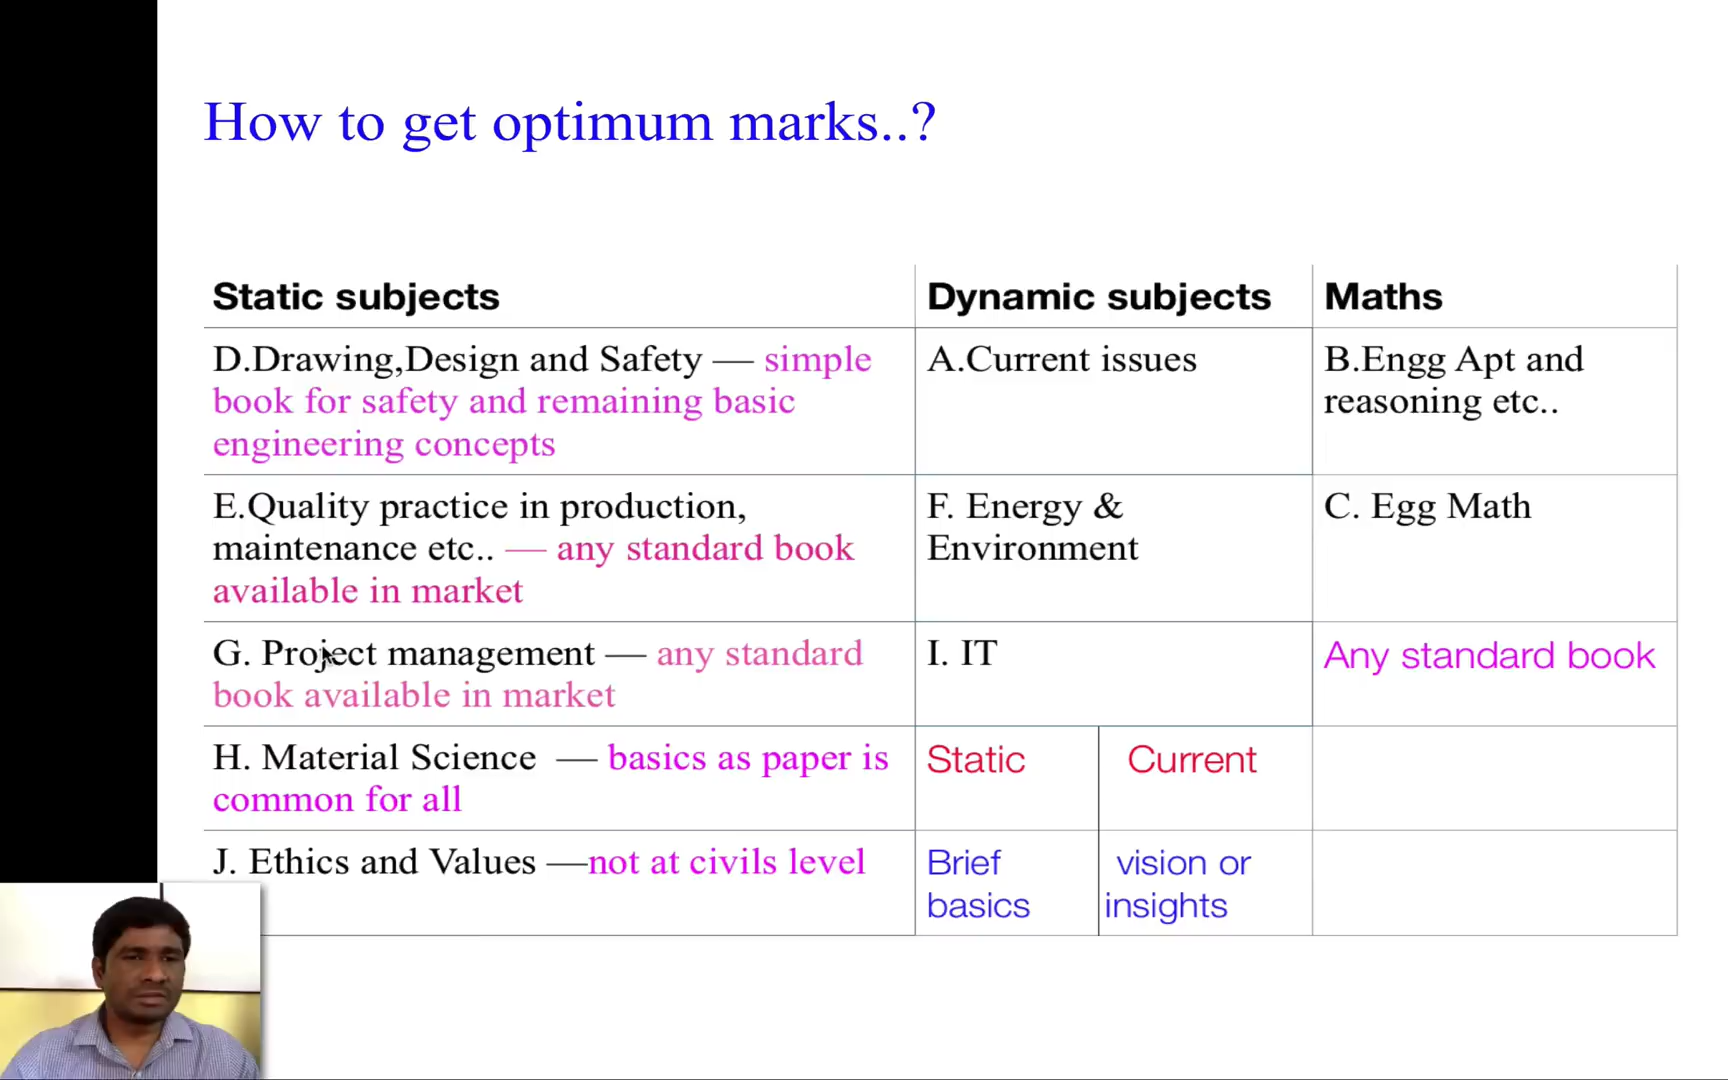 How to get optimum marks..?
Static subjects
Dynamic subjects
Maths
D.Drawing,Design and Safety — simple
book for safety and remaining basic
engineering concepts
A.Current issues
B.Engg Apt and
reasoning etc..
E.Quality practice in production,
maintenance etc.. — any standard book
available in market
F. Energy &
Environment
C. Egg Math
G. Project management — any standard
book available in market
I. IT
Any standard book
H. Material Science — basics as paper is
common for all
Static
Current
J. Ethics and Values —not at civils level
Brief
basics
vision or
insights